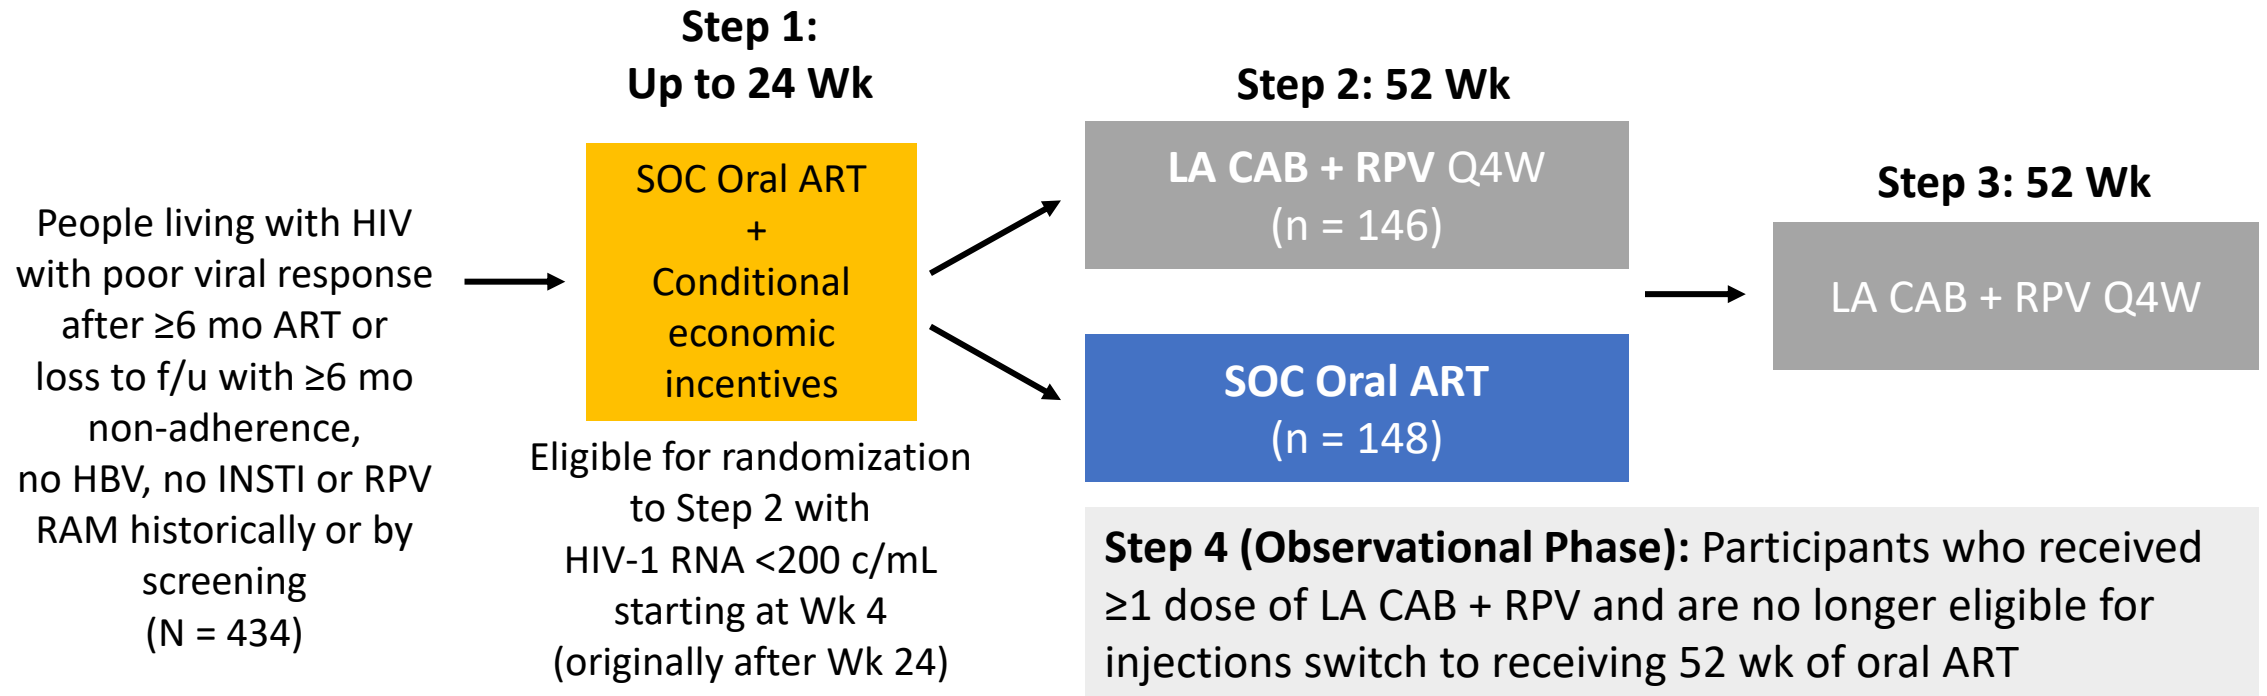 People living with HIV
with poor viral response
after ≥6 mo ART or
loss to f/u with ≥6 mo
non-adherence,
no HBV, no INSTI or RPV
RAM historically or by
screening
(N = 434)
Step 1:
Up to 24 Wk
SOC Oral ART
+
Conditional
economic
incentives
Eligible for randomization
to Step 2 with
HIV-1 RNA <200 c/mL
starting at Wk 4
(originally after Wk 24)
Step 2: 52 Wk
LA CAB + RPV Q4W
(n = 146)
SOC Oral ART
(n = 148)
Step 3: 52 Wk
LA CAB + RPV Q4W
Step 4 (Observational Phase): Participants who received
≥1 dose of LA CAB + RPV and are no longer eligible for
injections switch to receiving 52 wk of oral ART